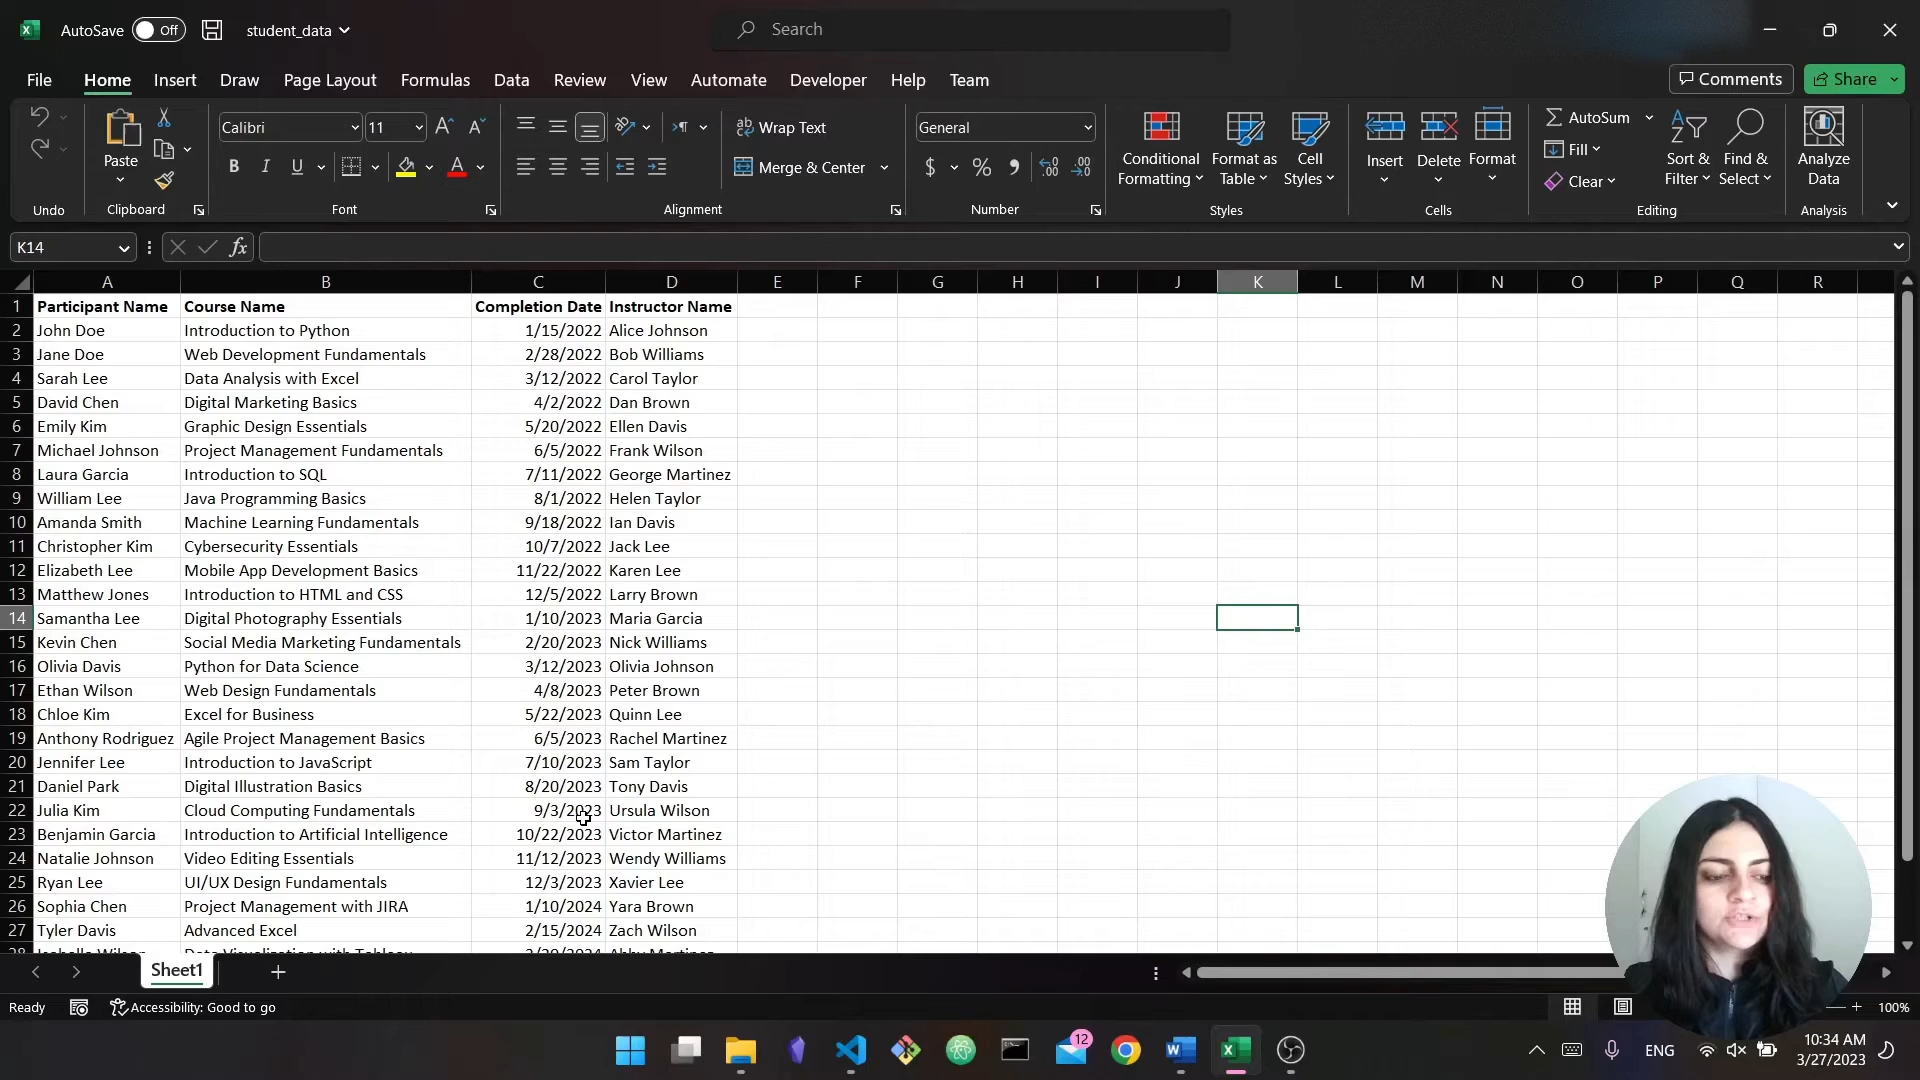 AutoSave Off student_data Search
File Home Insert Draw Page Layout Formulas Data Review View Automate Developer Help Team Comments Share
Paste Calibri 11 Wrap Text General Conditional Formatting Format as Table Cell Styles Insert Delete Format AutoSum Fill Clear Sort & Filter Find & Select Analyze Data
B I U Merge & Center $ %
Undo Clipboard Font Alignment Number Styles Cells Editing Analysis
K14 fx
A B C D E F G H I J K L M N O P Q R
1 Participant Name Course Name Completion Date Instructor Name
2 John Doe Introduction to Python 1/15/2022 Alice Johnson
3 Jane Doe Web Development Fundamentals 2/28/2022 Bob Williams
4 Sarah Lee Data Analysis with Excel 3/12/2022 Carol Taylor
5 David Chen Digital Marketing Basics 4/2/2022 Dan Brown
6 Emily Kim Graphic Design Essentials 5/20/2022 Ellen Davis
7 Michael Johnson Project Management Fundamentals 6/5/2022 Frank Wilson
8 Laura Garcia Introduction to SQL 7/11/2022 George Martinez
9 William Lee Java Programming Basics 8/1/2022 Helen Taylor
10 Amanda Smith Machine Learning Fundamentals 9/18/2022 Ian Davis
11 Christopher Kim Cybersecurity Essentials 10/7/2022 Jack Lee
12 Elizabeth Lee Mobile App Development Basics 11/22/2022 Karen Lee
13 Matthew Jones Introduction to HTML and CSS 12/5/2022 Larry Brown
14 Samantha Lee Digital Photography Essentials 1/10/2023 Maria Garcia
15 Kevin Chen Social Media Marketing Fundamentals 2/20/2023 Nick Williams
16 Olivia Davis Python for Data Science 3/12/2023 Olivia Johnson
17 Ethan Wilson Web Design Fundamentals 4/8/2023 Peter Brown
18 Chloe Kim Excel for Business 5/22/2023 Quinn Lee
19 Anthony Rodriguez Agile Project Management Basics 6/5/2023 Rachel Martinez
20 Jennifer Lee Introduction to JavaScript 7/10/2023 Sam Taylor
21 Daniel Park Digital Illustration Basics 8/20/2023 Tony Davis
22 Julia Kim Cloud Computing Fundamentals 9/3/2023 Ursula Wilson
23 Benjamin Garcia Introduction to Artificial Intelligence 10/22/2023 Victor Martinez
24 Natalie Johnson Video Editing Essentials 11/12/2023 Wendy Williams
25 Ryan Lee UI/UX Design Fundamentals 12/3/2023 Xavier Lee
26 Sophia Chen Project Management with JIRA 1/10/2024 Yara Brown
27 Tyler Davis Advanced Excel 2/15/2024 Zach Wilson
Sheet1
Ready Accessibility: Good to go 100%
12 ENG 10:34 AM
3/27/2023